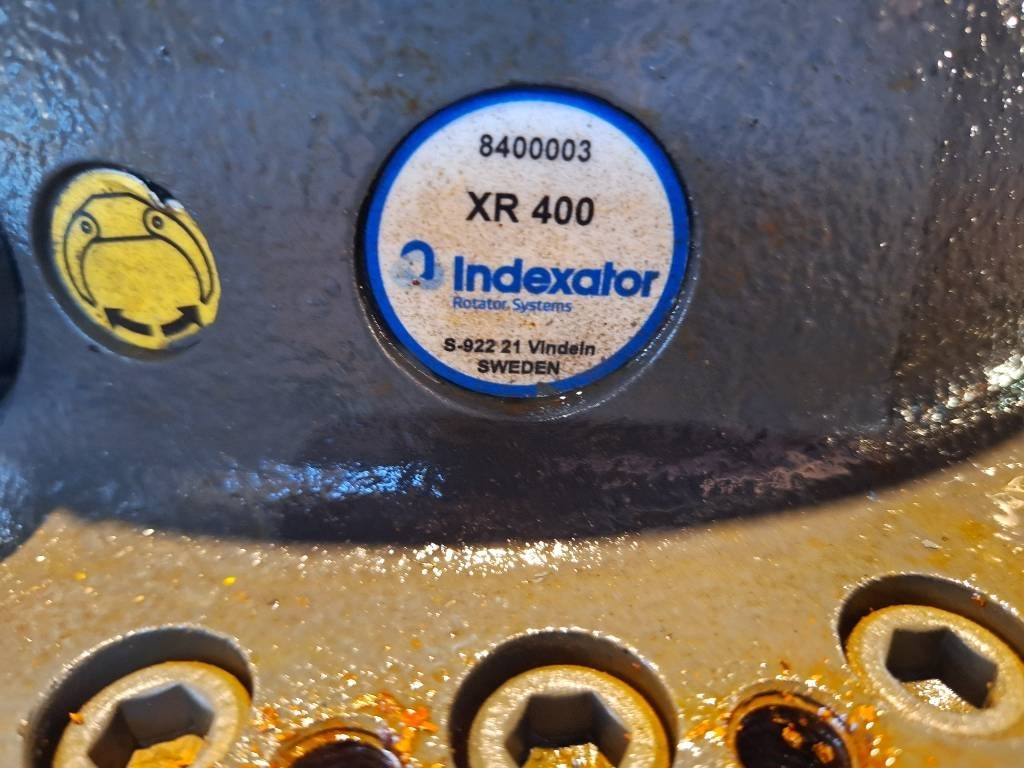 8400003
XR 400
Indexator
Rotator Systems
S-922 21 Vindeln
SWEDEN